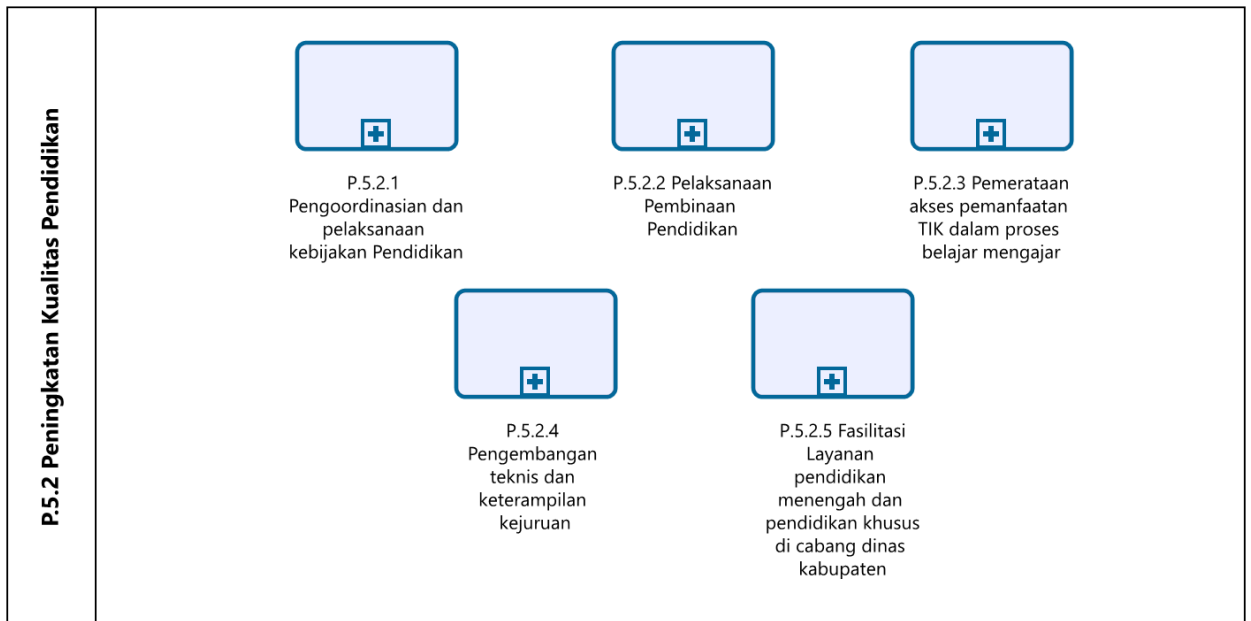 P.5.2 Peningkatan Kualitas Pendidikan
P.5.2.1
Pengoordinasian dan
pelaksanaan
kebijakan Pendidikan
P.5.2.2 Pelaksanaan
Pembinaan
Pendidikan
P.5.2.3 Pemerataan
akses pemanfaatan
TIK dalam proses
belajar mengajar
P.5.2.4
Pengembangan
teknis dan
keterampilan
kejuruan
P.5.2.5 Fasilitasi
Layanan
pendidikan
menengah dan
pendidikan khusus
di cabang dinas
kabupaten